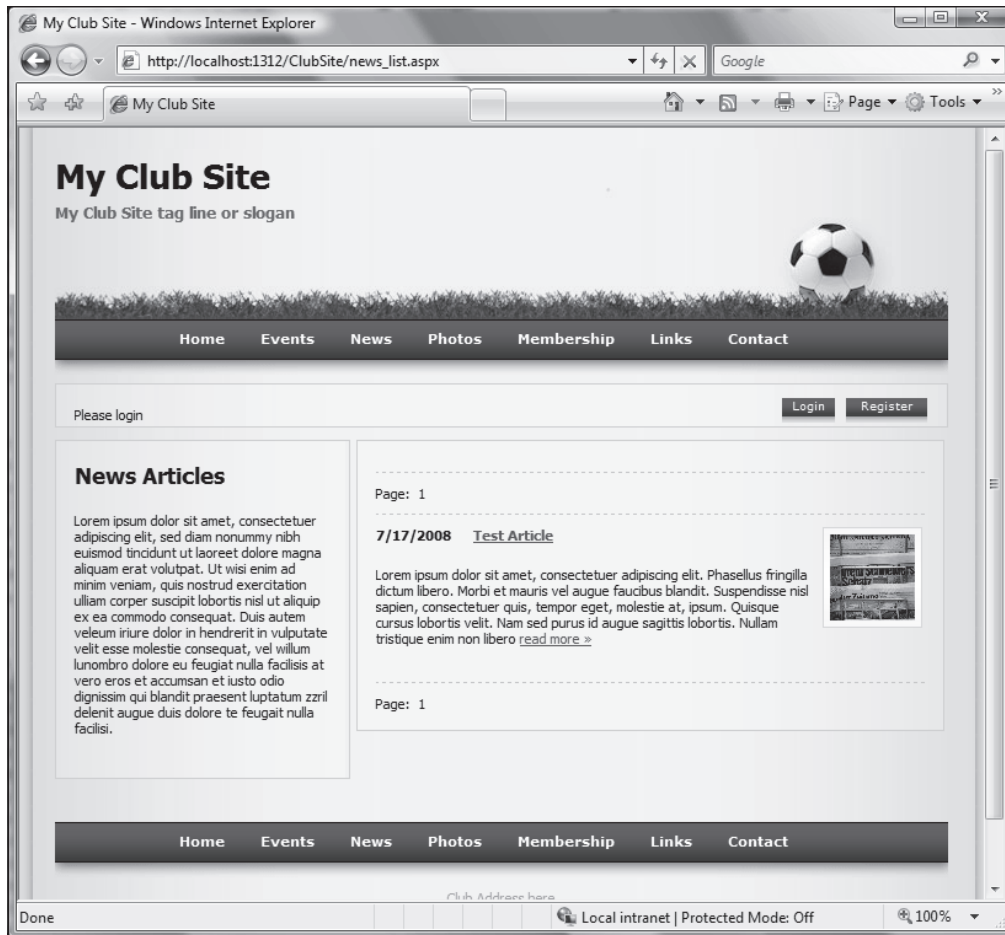 My Club Site - Windows Internet Explorer
http://localhost:1312/ClubSite/news_list.aspx
Google
My Club Site
Page
Tools
My Club Site
My Club Site tag line or slogan
Home Events News Photos Membership Links Contact
Please login
Login Register
News Articles
Lorem ipsum dolor sit amet, consectetuer
adipiscing elit, sed diam nonummy nibh
euismod tincidunt ut laoreet dolore magna
aliquam erat volutpat. Ut wisi enim ad
minim veniam, quis nostrud exercitation
ulliam corper suscipit lobortis nisl ut aliquip
ex ea commodo consequat. Duis autem
veleum iriure dolor in hendrerit in vulputate
velit esse molestie consequat, vel willum
lunombro dolore eu feugiat nulla facilisis at
vero eros et accumsan et iusto odio
dignissim qui blandit praesent luptatum zzril
delenit augue duis dolore te feugait nulla
facilisi.
Page: 1
7/17/2008 Test Article
Lorem ipsum dolor sit amet, consectetuer adipiscing elit. Phasellus fringilla
dictum libero. Morbi et mauris vel augue faucibus blandit. Suspendisse nisl
sapien, consectetuer quis, tempor eget, molestie at, ipsum. Quisque
cursus lobortis velit. Nam sed purus id augue sagittis lobortis. Nullam
tristique enim non libero read more »
Page: 1
Home Events News Photos Membership Links Contact
Club Address here
Done
Local intranet | Protected Mode: Off
100%